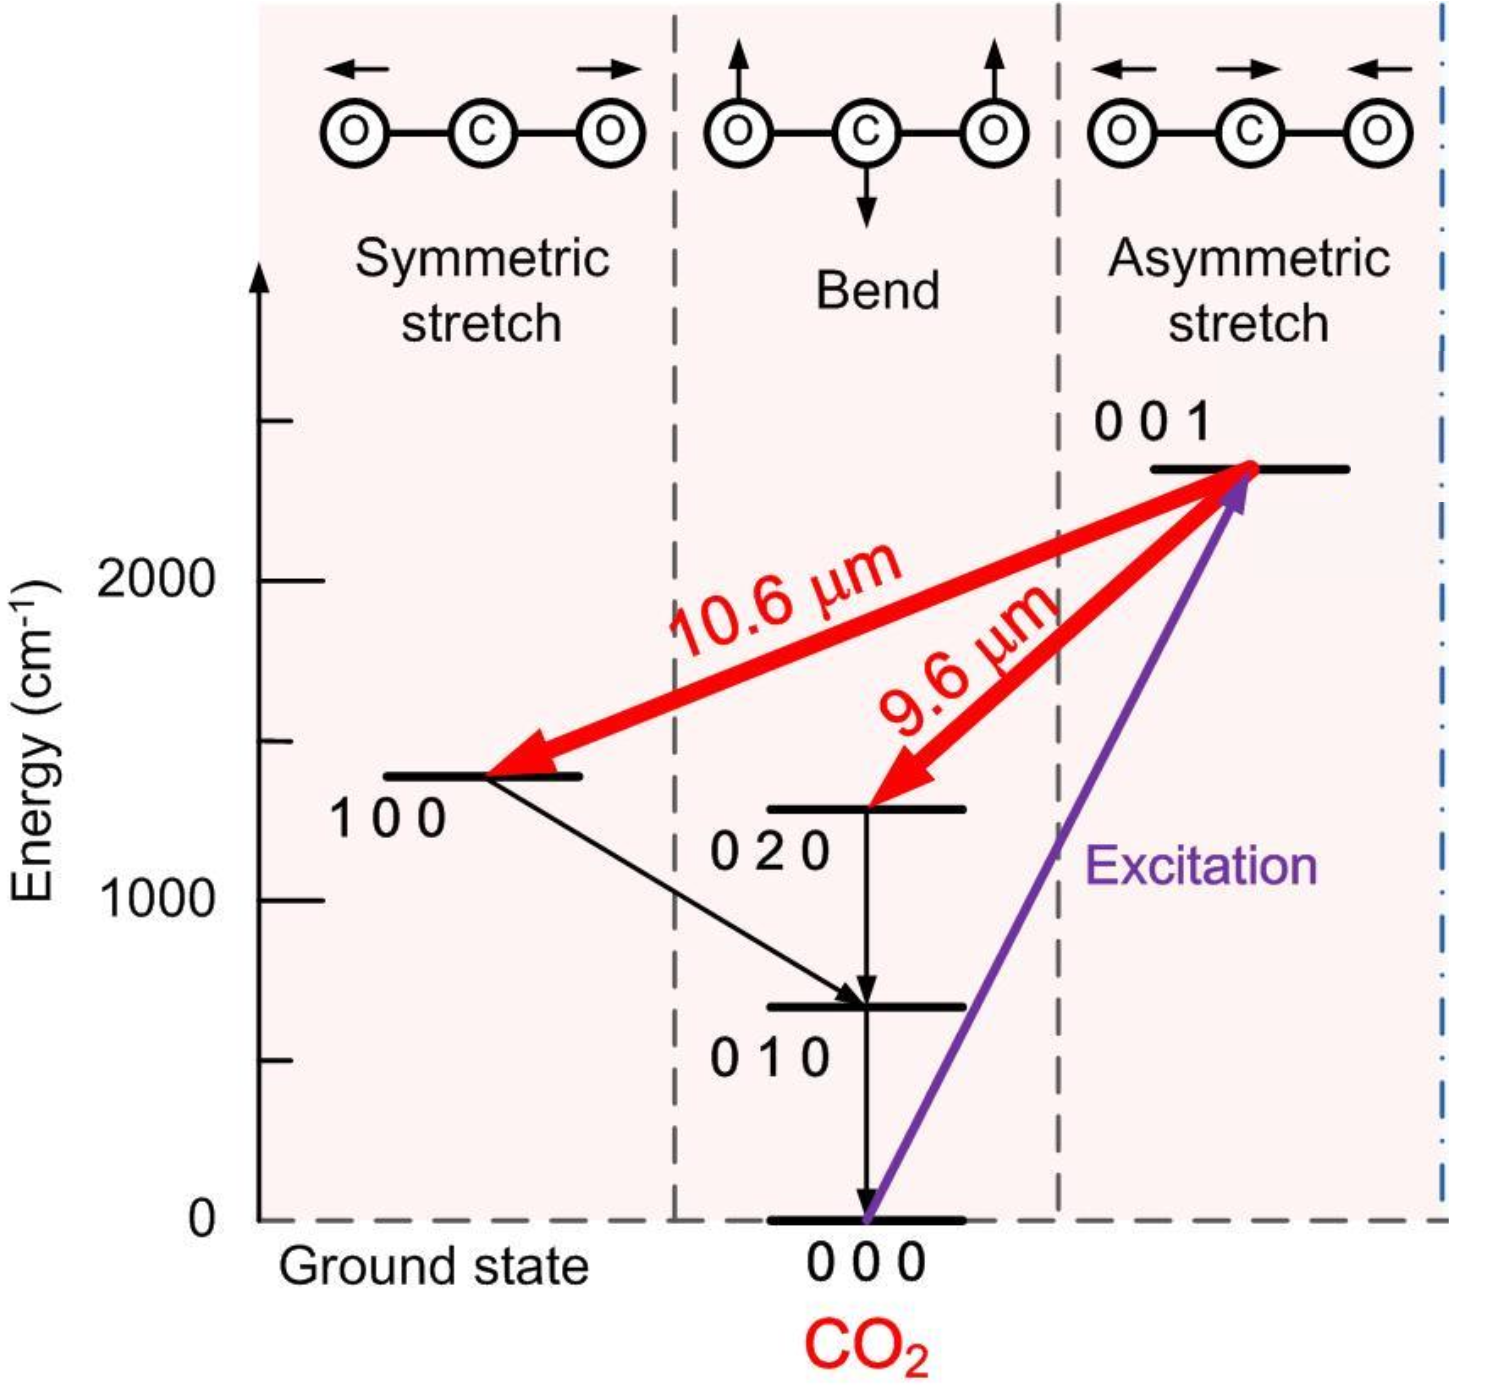 O C O
O C O
O C O
Symmetric
stretch
Bend
Asymmetric
stretch
0 0 1
2000
10.6 µm
9.6 µm
Energy (cm⁻¹)
1 0 0
0 2 0
Excitation
1000
0 1 0
0
Ground state
0 0 0
CO₂